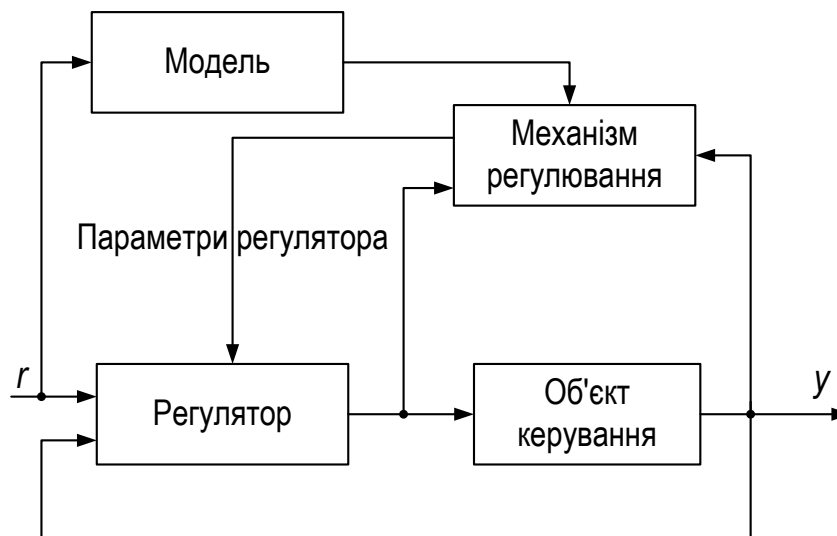 Модель
Механізм
регулювання
Параметри регулятора
r
Регулятор
Об'єкт
керування
y